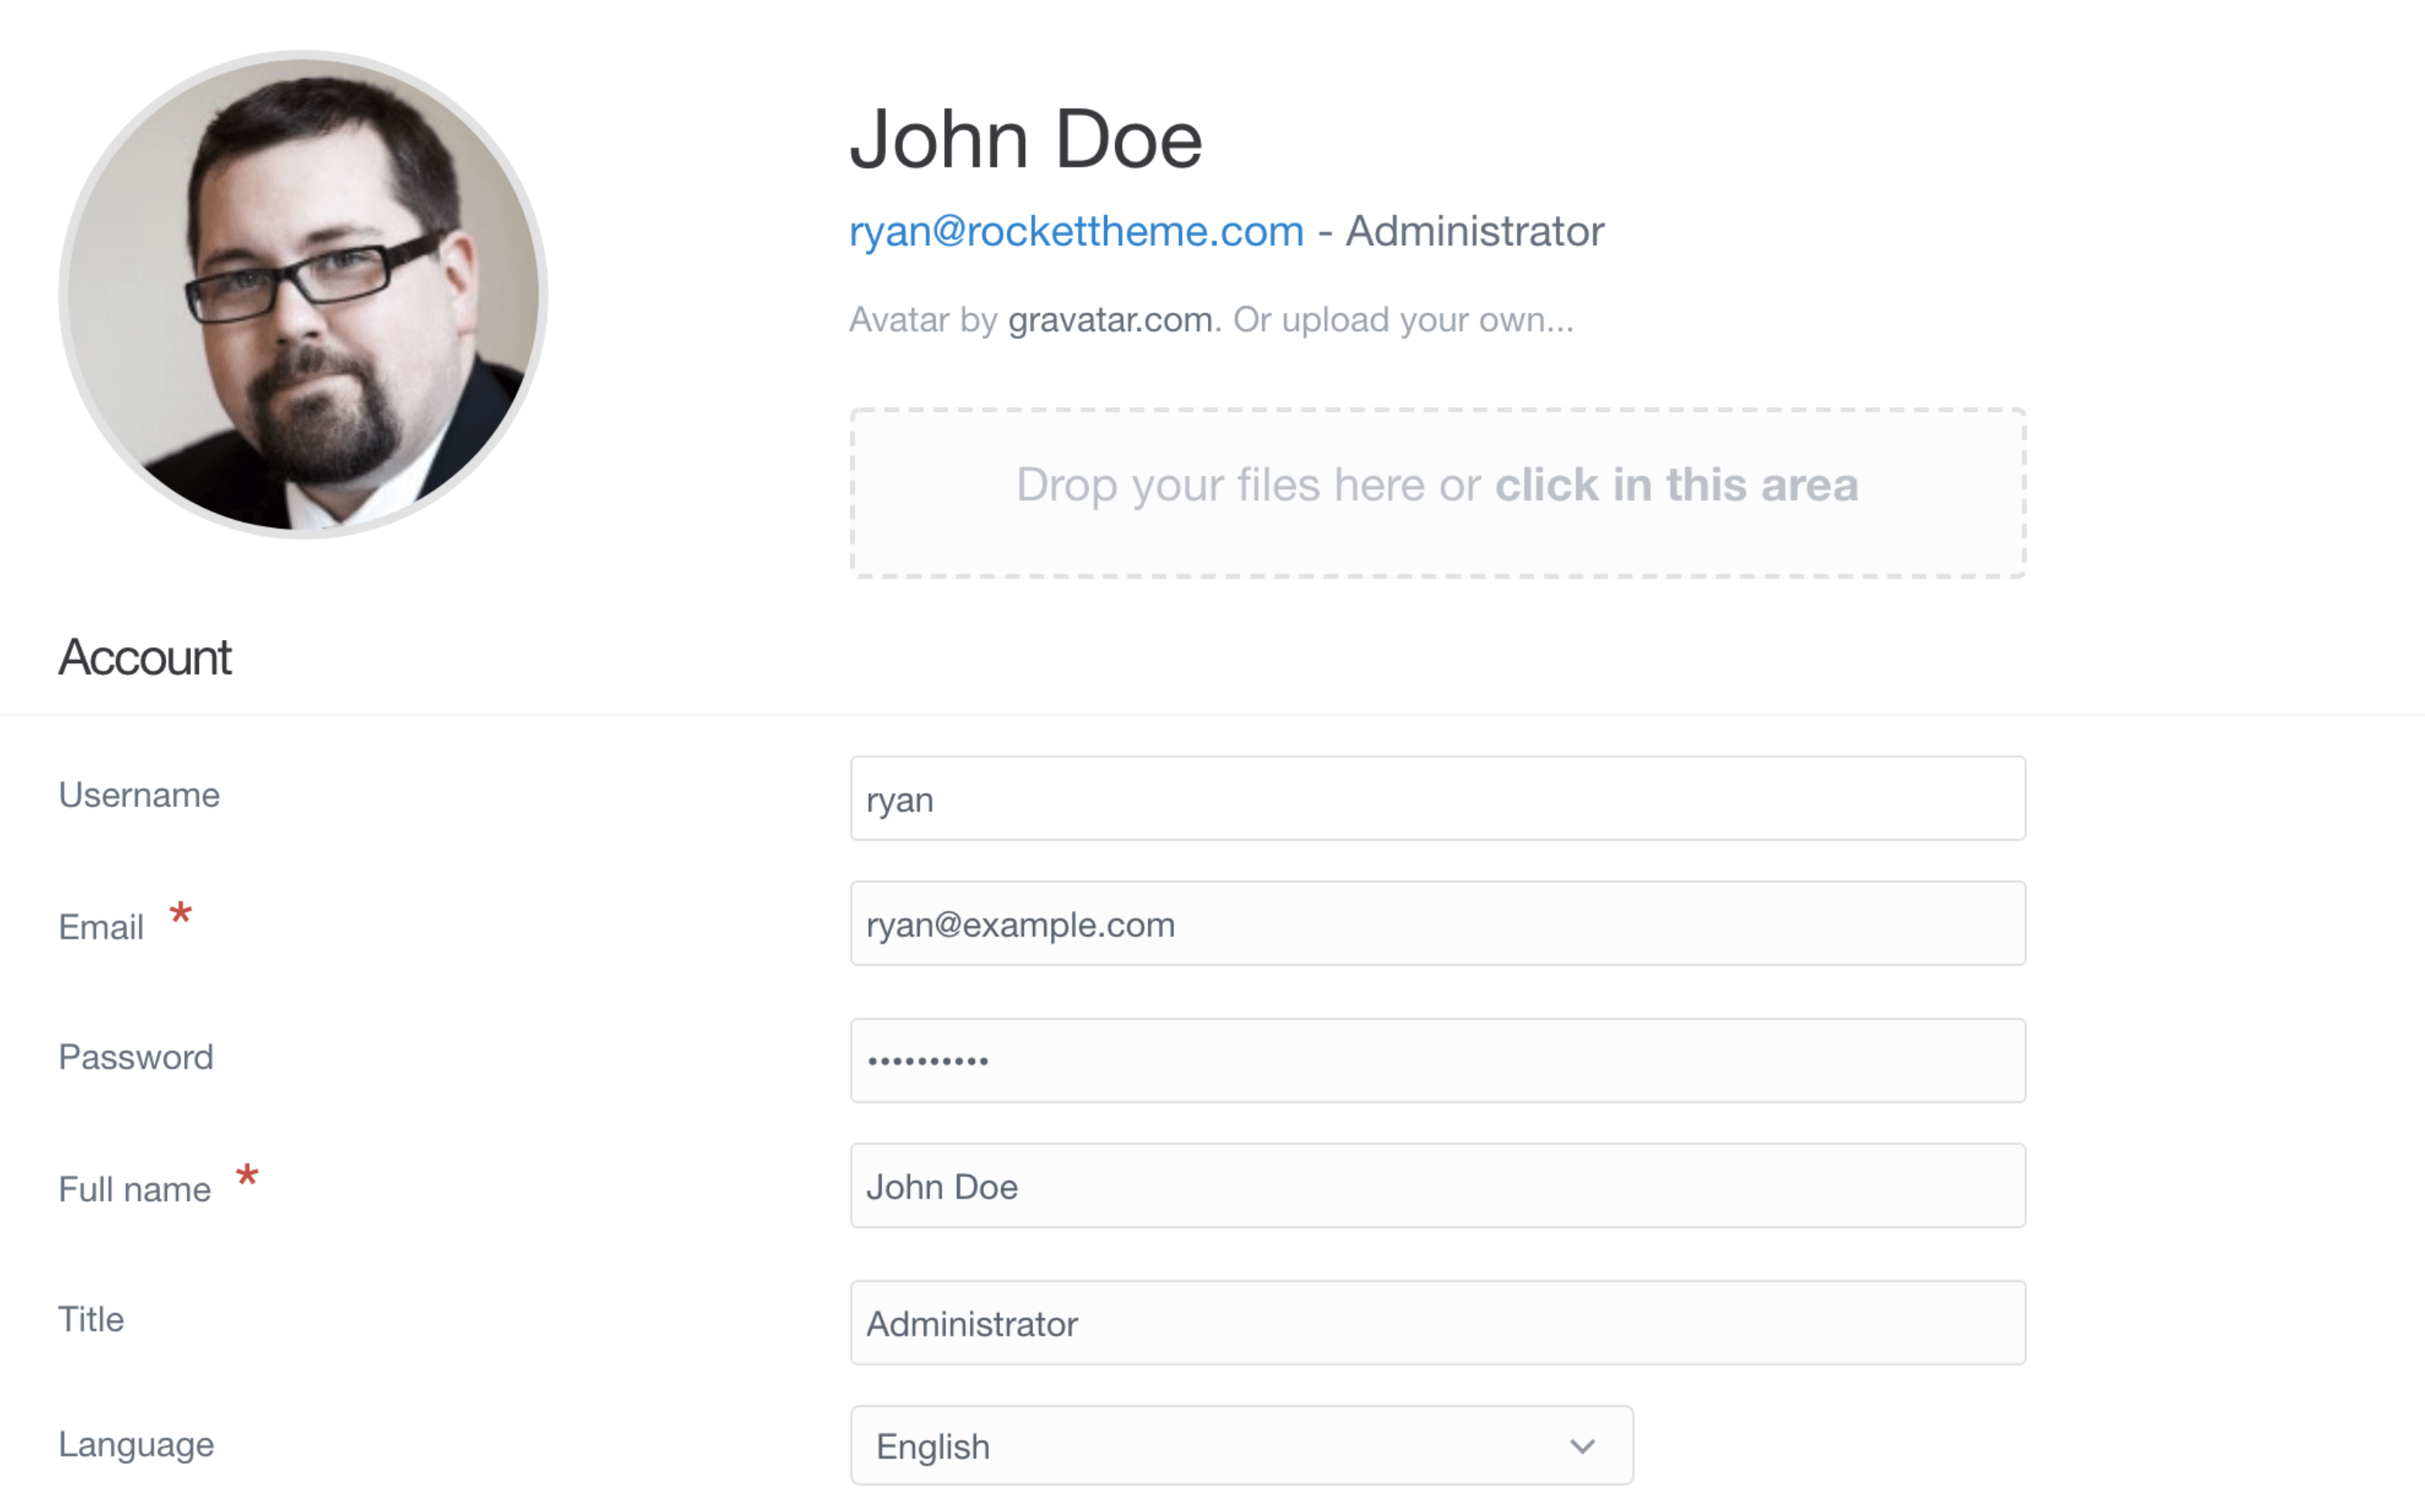 John Doe
ryan@rockettheme.com - Administrator
Avatar by gravatar.com. Or upload your own...
Drop your files here or click in this area
Account
Username
ryan
Email *
ryan@example.com
Password
••••••••••
Full name *
John Doe
Title
Administrator
Language
English